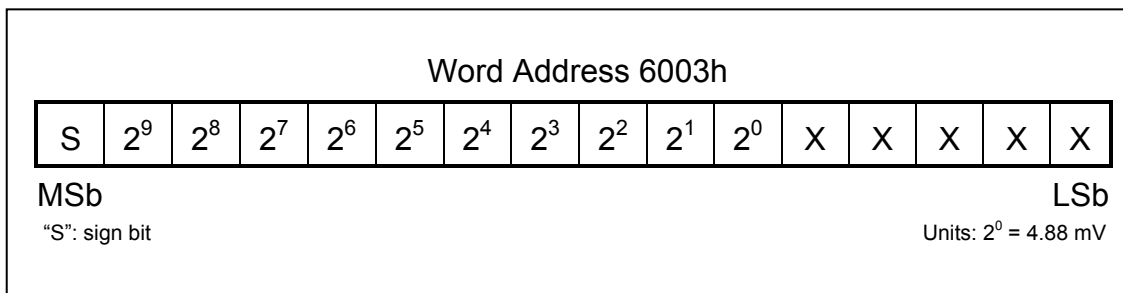 Word Address 6003h
S 2⁹ 2⁸ 2⁷ 2⁶ 2⁵ 2⁴ 2³ 2² 2¹ 2⁰ X X X X X
MSb LSb
“S”: sign bit Units: 2⁰ = 4.88 mV